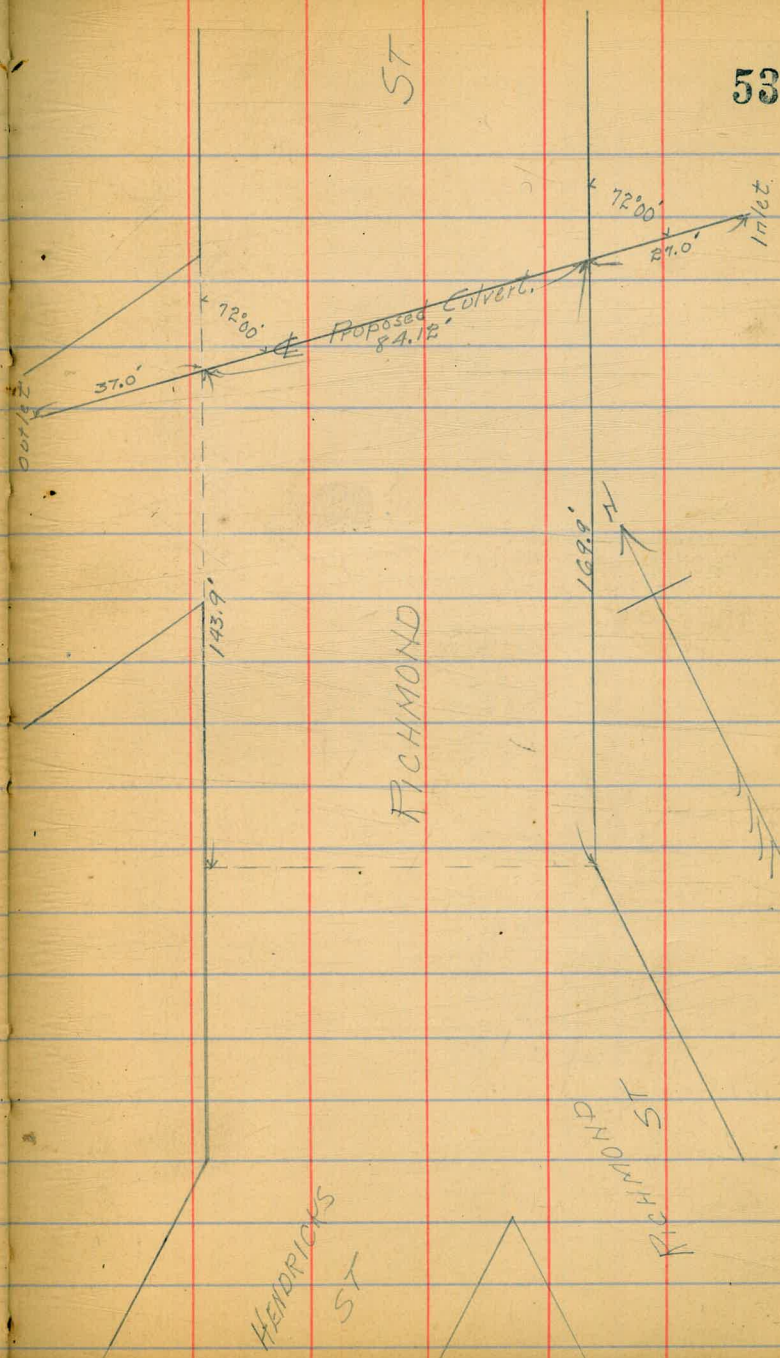 53
ST
72°00'
27.0'
Inlet
72°00'
℄ Proposed Culvert.
84.12'
37.0'
Outlet
N
169.9'
143.9'
RICHMOND
RICHMOND
ST
HENDRICKS
ST